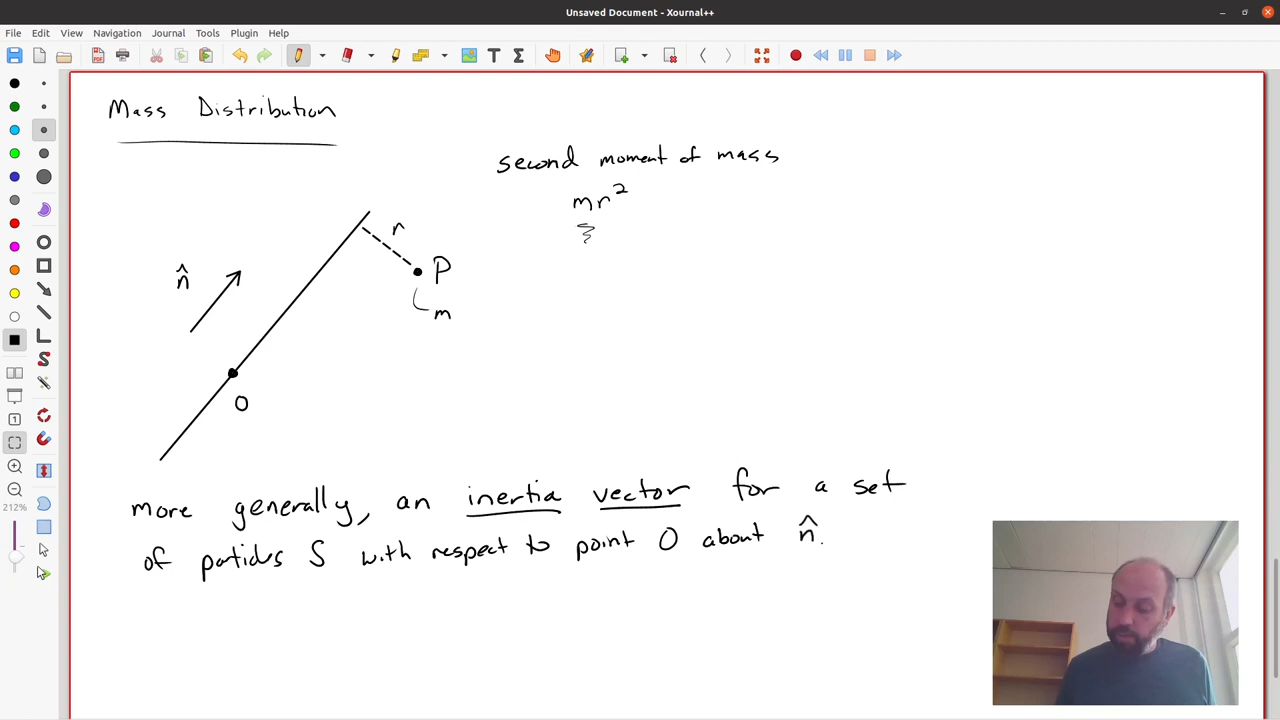 Unsaved Document - Xournal++
File Edit View Navigation Journal Tools Plugin Help
Mass Distribution
second moment of mass
mr²
r
n̂
P
m
O
more generally, an inertia vector for a set
of particles S with respect to point O about n̂.
212%